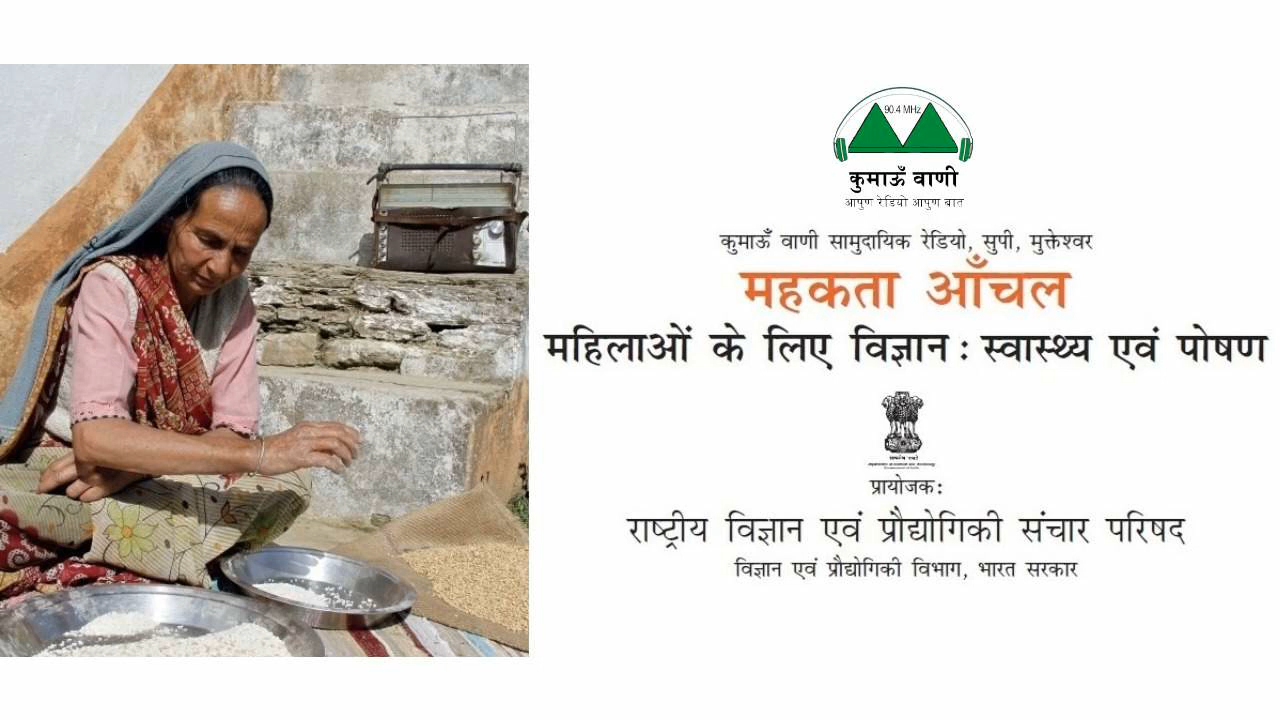 90.4 MHz
कुमाऊँ वाणी
आपुण रेडियो आपुण बात
कुमाऊँ वाणी सामुदायिक रेडियो, सुपी, मुक्तेश्वर
महकता आँचल
महिलाओं के लिए विज्ञान : स्वास्थ्य एवं पोषण
प्रायोजक:
राष्ट्रीय विज्ञान एवं प्रौद्योगिकी संचार परिषद
विज्ञान एवं प्रौद्योगिकी विभाग, भारत सरकार